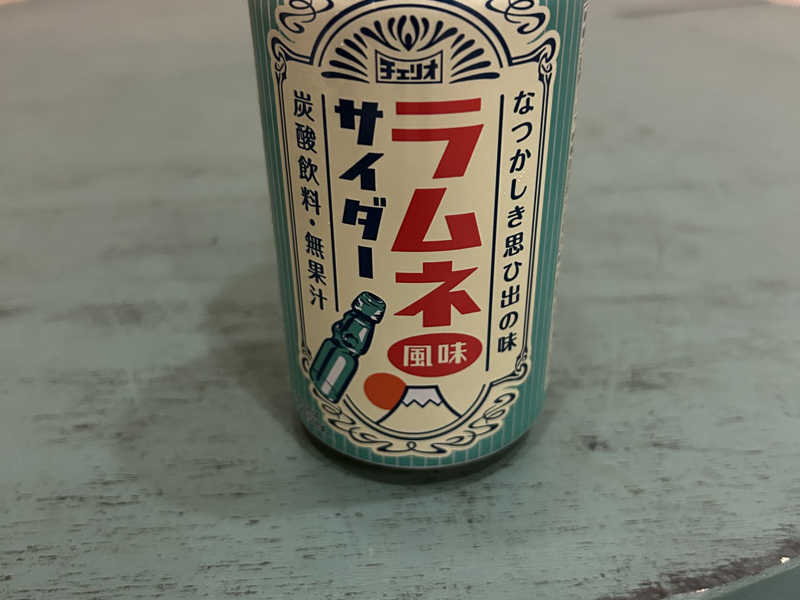 チェリオ
なつかしき思ひ出の味
ラムネ
風味
サイダー
炭酸飲料・無果汁